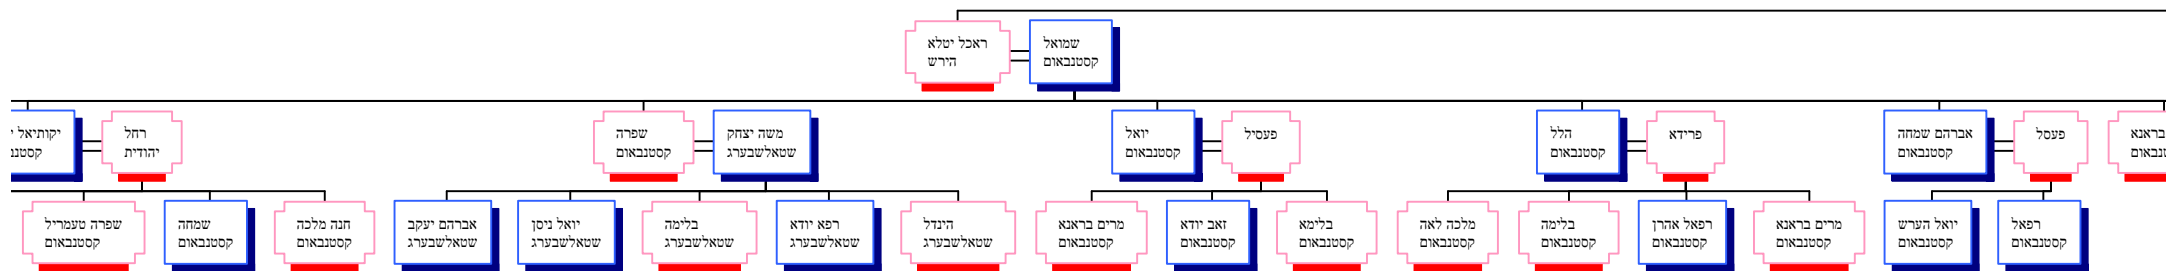 שמואל
קסטנבאום
ראכל יטלא
הירש
בראנא
פעסל
אברהם שמחה
קסטנבאום
פרידא
הלל
קסטנבאום
פעסיל
יואל
קסטנבאום
משה יצחק
שטאלשבערג
שפרה
קסטנבאום
רחל
יהודית
יקותיאל
רפאל
קסטנבאום
יואל הערש
קסטנבאום
מרים בראנא
קסטנבאום
רפאל אהרן
קסטנבאום
בלימה
קסטנבאום
מלכה לאה
קסטנבאום
בלימא
קסטנבאום
זאב יודא
קסטנבאום
מרים בראנא
קסטנבאום
הינדל
שטאלשבערג
רפא יודא
שטאלשבערג
בלימה
שטאלשבערג
יואל ניסן
שטאלשבערג
אברהם יעקב
שטאלשבערג
חנה מלכה
קסטנבאום
שמחה
קסטנבאום
שפרה טעמריל
קסטנבאום